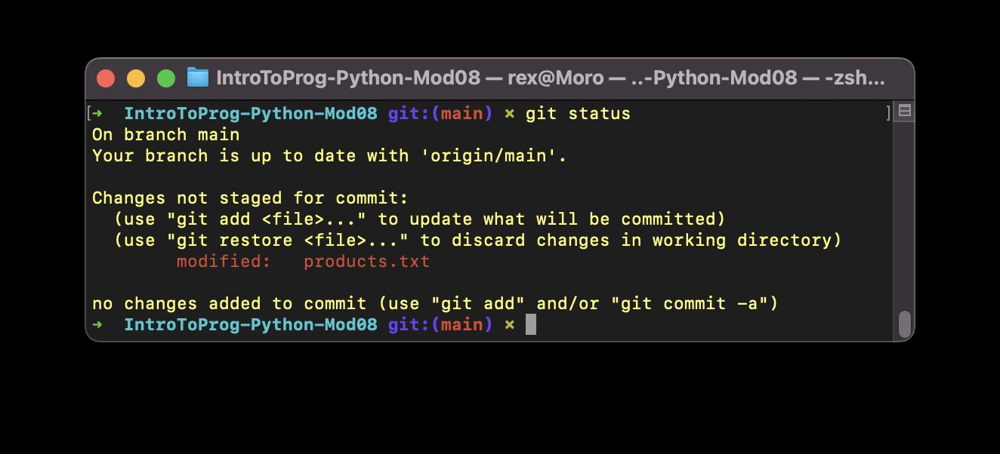 IntroToProg-Python-Mod08 — rex@Moro — ..-Python-Mod08 — -zsh...
[➜  IntroToProg-Python-Mod08 git:(main) ✗ git status ]
On branch main
Your branch is up to date with 'origin/main'.
Changes not staged for commit:
  (use "git add <file>..." to update what will be committed)
  (use "git restore <file>..." to discard changes in working directory)
        modified:   products.txt
no changes added to commit (use "git add" and/or "git commit -a")
➜  IntroToProg-Python-Mod08 git:(main) ✗